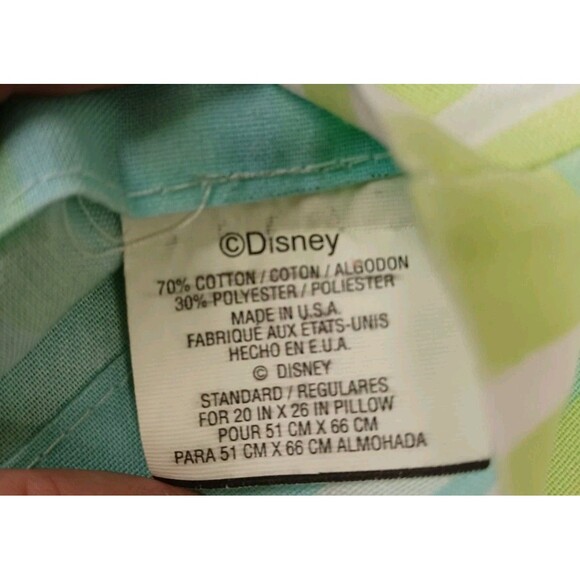 ©Disney
70% COTTON / COTON / ALGODON
30% POLYESTER / POLIESTER
MADE IN U.S.A.
FABRIQUÉ AUX ETATS-UNIS
HECHO EN E.U.A.
© DISNEY
STANDARD / REGULARES
FOR 20 IN X 26 IN PILLOW
POUR 51 CM X 66 CM
PARA 51 CM X 66 CM ALMOHADA